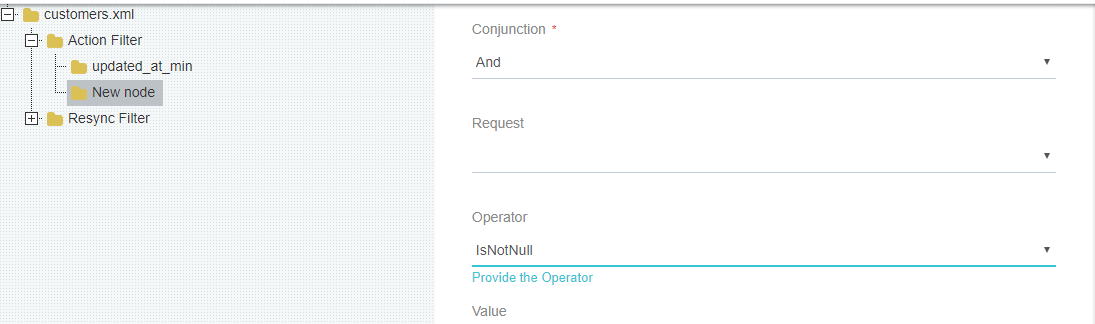 customers.xml
Action Filter
updated_at_min
New node
Resync Filter
Conjunction *
And
Request
Operator
IsNotNull
Provide the Operator
Value